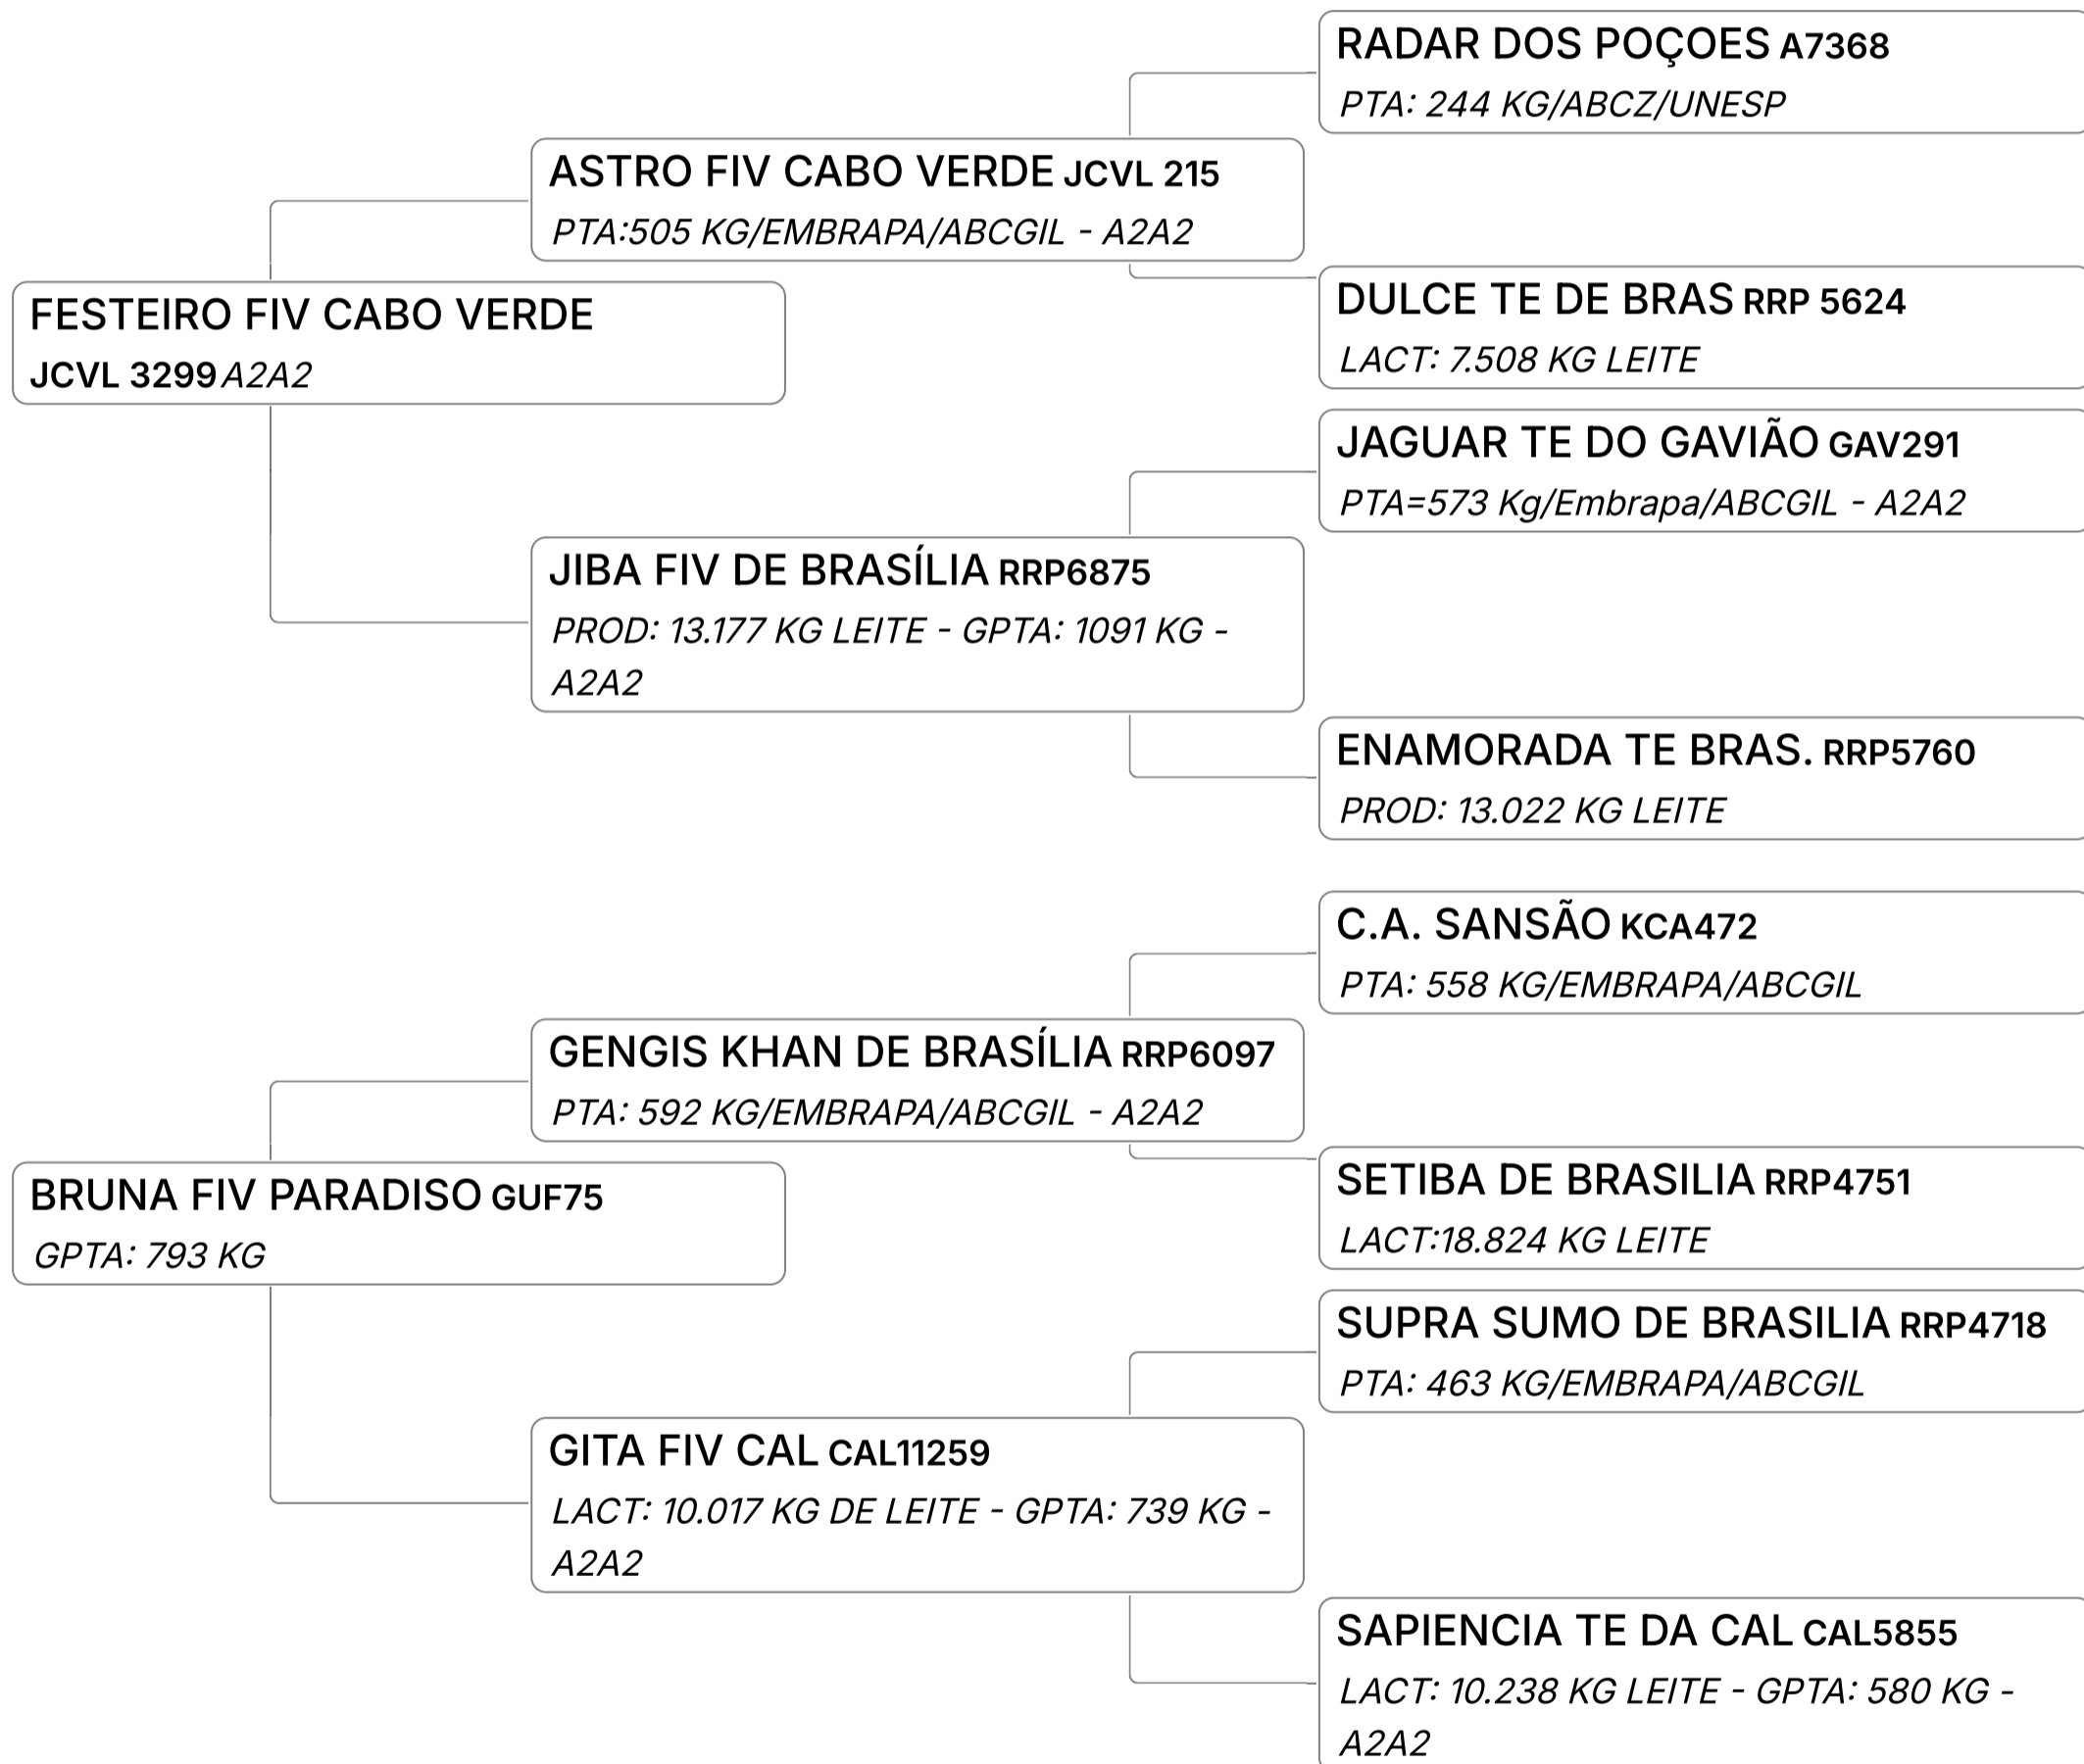 RADAR DOS POÇOES A7368
PTA: 244 KG/ABCZ/UNESP
ASTRO FIV CABO VERDE JCVL 215
PTA:505 KG/EMBRAPA/ABCGIL - A2A2
DULCE TE DE BRAS RRP 5624
LACT: 7.508 KG LEITE
FESTEIRO FIV CABO VERDE
JCVL 3299 A2A2
JAGUAR TE DO GAVIÃO GAV291
PTA=573 Kg/Embrapa/ABCGIL - A2A2
JIBA FIV DE BRASÍLIA RRP6875
PROD: 13.177 KG LEITE - GPTA: 1091 KG -
A2A2
ENAMORADA TE BRAS. RRP5760
PROD: 13.022 KG LEITE
C.A. SANSÃO KCA472
PTA: 558 KG/EMBRAPA/ABCGIL
GENGIS KHAN DE BRASÍLIA RRP6097
PTA: 592 KG/EMBRAPA/ABCGIL - A2A2
SETIBA DE BRASILIA RRP4751
LACT:18.824 KG LEITE
BRUNA FIV PARADISO GUF75
GPTA: 793 KG
SUPRA SUMO DE BRASILIA RRP4718
PTA: 463 KG/EMBRAPA/ABCGIL
GITA FIV CAL CAL11259
LACT: 10.017 KG DE LEITE - GPTA: 739 KG -
A2A2
SAPIENCIA TE DA CAL CAL5855
LACT: 10.238 KG LEITE - GPTA: 580 KG -
A2A2